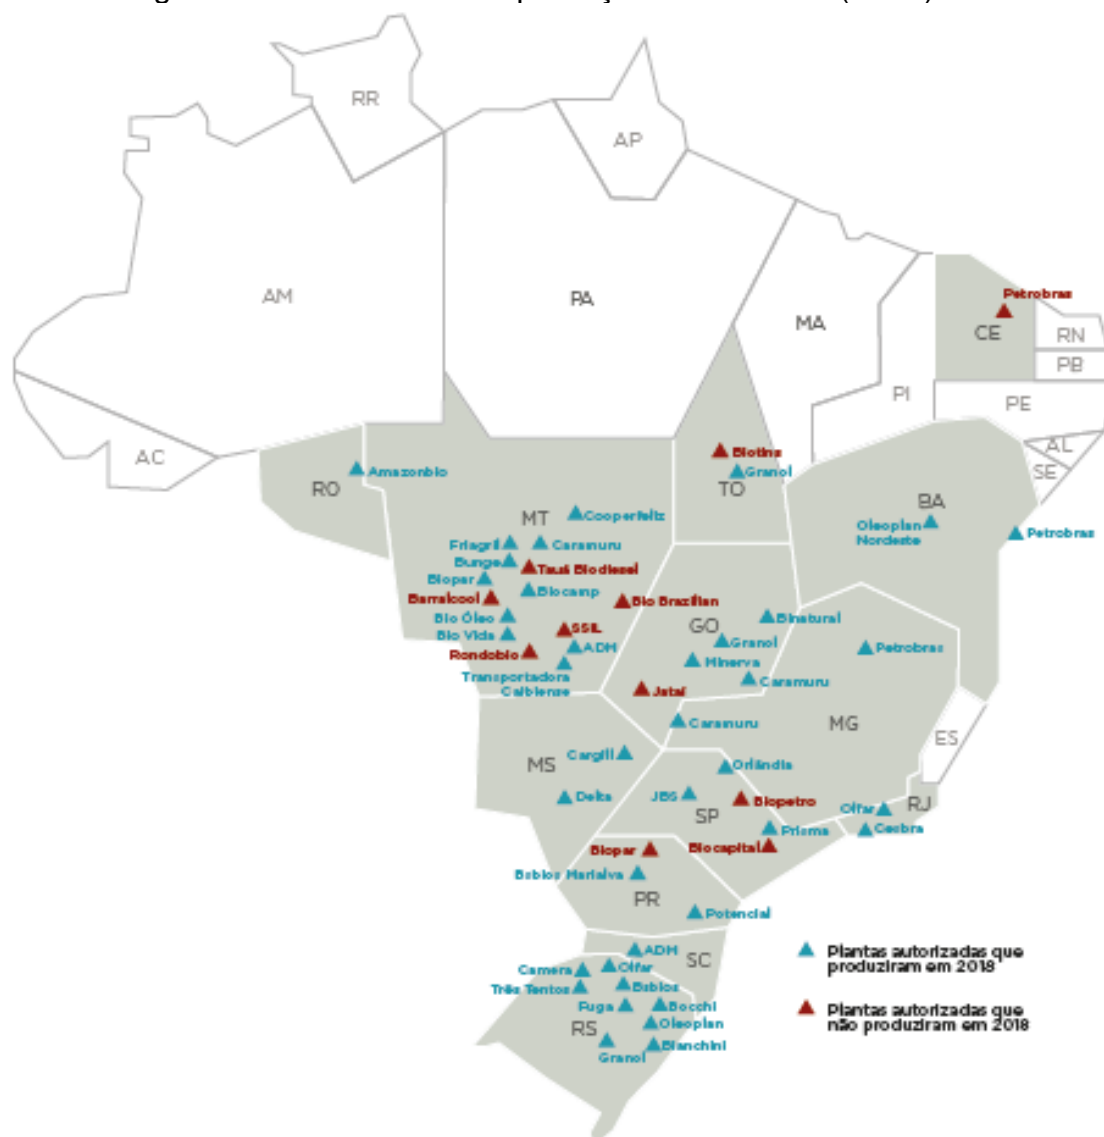 RR
AP
AM
PA
MA
Petrobras
CE
RN
PB
PI
PE
AL
SE
AC
RO
Amazonbio
Biotins
Granol
TO
BA
Oleoplan
Nordeste
Petrobras
MT
Cooperfeliz
Friagril
Caramuru
Bunge
Tauá Biodiesel
Biopar
Biocamp
Barralcool
Bio Brazilian
Bio Óleo
Bio Vida
SSIL
ADM
Rondobio
Transportadora
Caibiense
GO
Binatural
Granol
Minerva
Caramuru
Jataí
Petrobras
Caramuru
MG
ES
MS
Cargill
Delta
Orlândia
JBS
Biopetro
SP
Prisma
Biocapital
Olfar
RJ
Cesbra
Biopar
Bsbios Marialva
PR
Potencial
ADM
SC
Camera
Olfar
Três Tentos
Bsbios
Fuga
Bocchi
RS
Oleoplan
Granol
Bianchini
Plantas autorizadas que
produziram em 2018
Plantas autorizadas que
não produziram em 2018